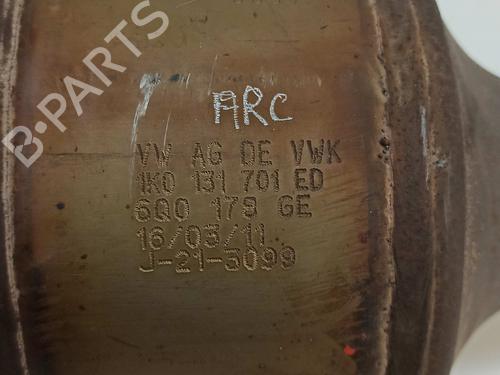 B-PARTS
ARC
VW AG DE VWK
1K0 131 701 ED
6Q0 178 GE
16/03/11
J-21-3099